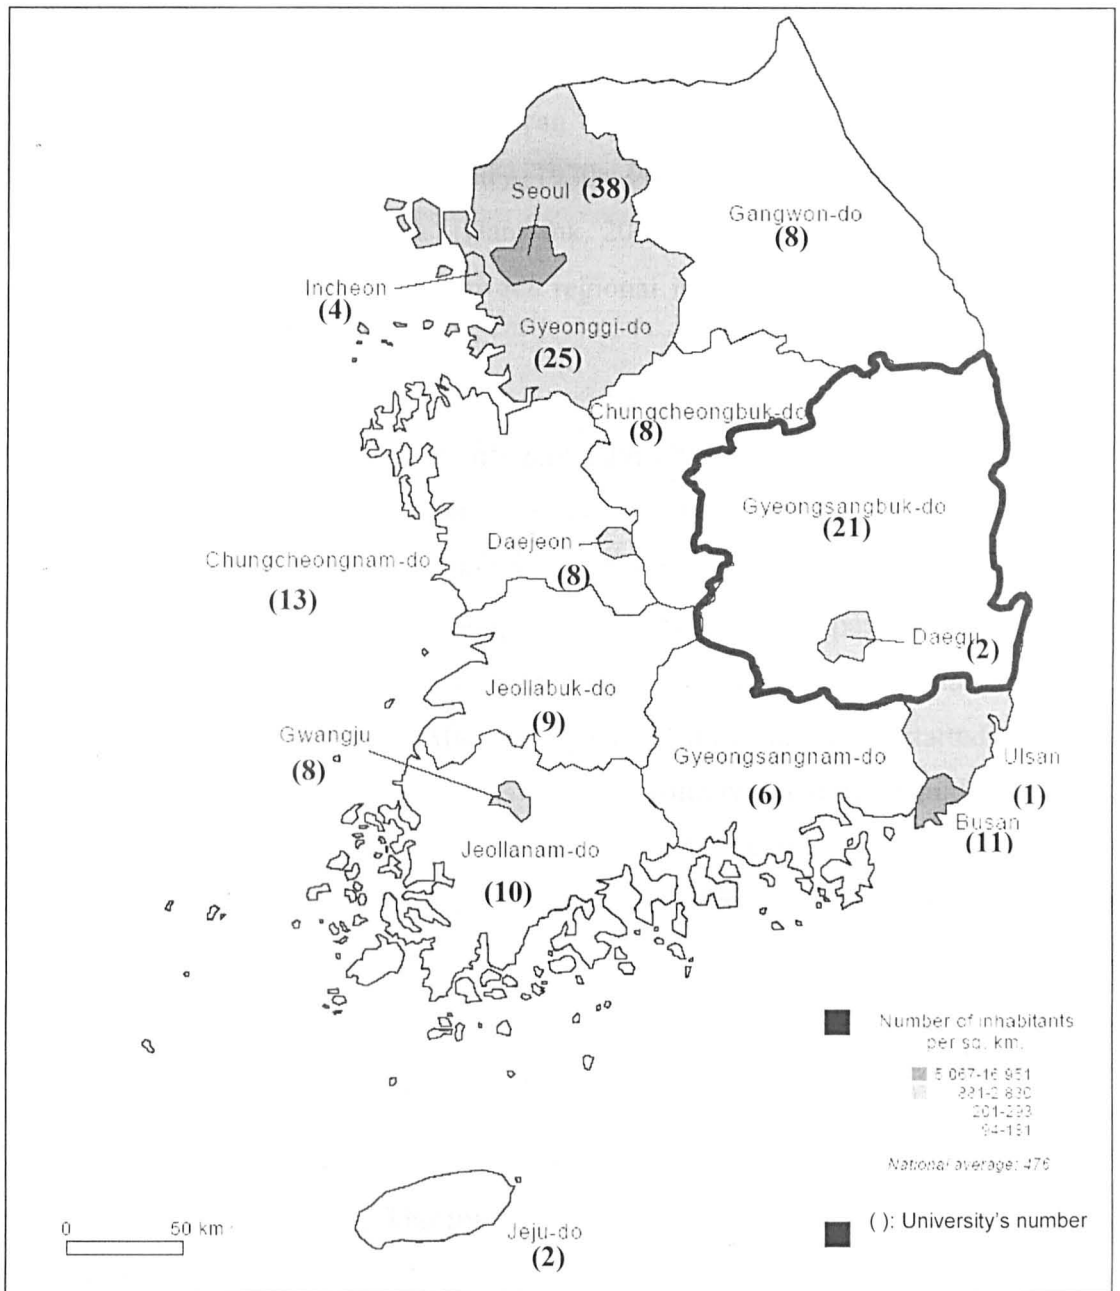 Seoul (38)
Gangwon-do
(8)
Incheon
(4)
Gyeonggi-do
(25)
Chungcheongbuk-do
(8)
Gyeongsangbuk-do
(21)
Daejeon
(8)
Chungcheongnam-do
(13)
Daegu
(2)
Jeollabuk-do
(9)
Gwangju
(8)
Gyeongsangnam-do
(6)
Ulsan
(1)
Busan
(11)
Jeollanam-do
(10)
Number of inhabitants
per sq. km.
201-293
National average: 476
0 50 km
( ): University's number
Jeju-do
(2)